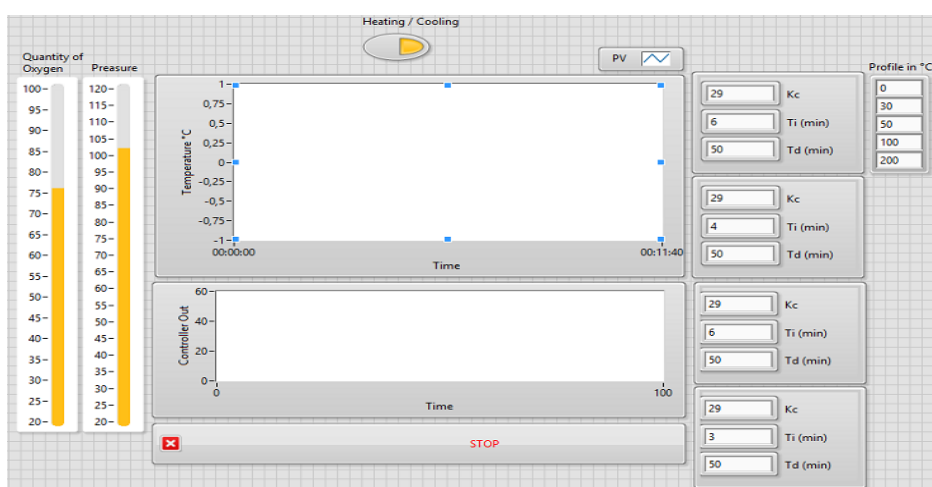 Heating / Cooling
Quantity of
Oxygen
Preasure
PV
Profile in °C
100
95
90
85
80
75
70
65
60
55
50
45
40
35
30
25
20
120
115
110
105
100
95
90
85
80
75
70
65
60
55
50
45
40
35
30
25
20
Temperature °C
1
0,75
0,5
0,25
0
-0,25
-0,5
-0,75
-1
00:00:00
00:11:40
Time
Controller Out
60
40
20
0
0
100
Time
STOP
29 Kc
6 Ti (min)
50 Td (min)
29 Kc
4 Ti (min)
50 Td (min)
29 Kc
6 Ti (min)
50 Td (min)
29 Kc
3 Ti (min)
50 Td (min)
0
30
50
100
200